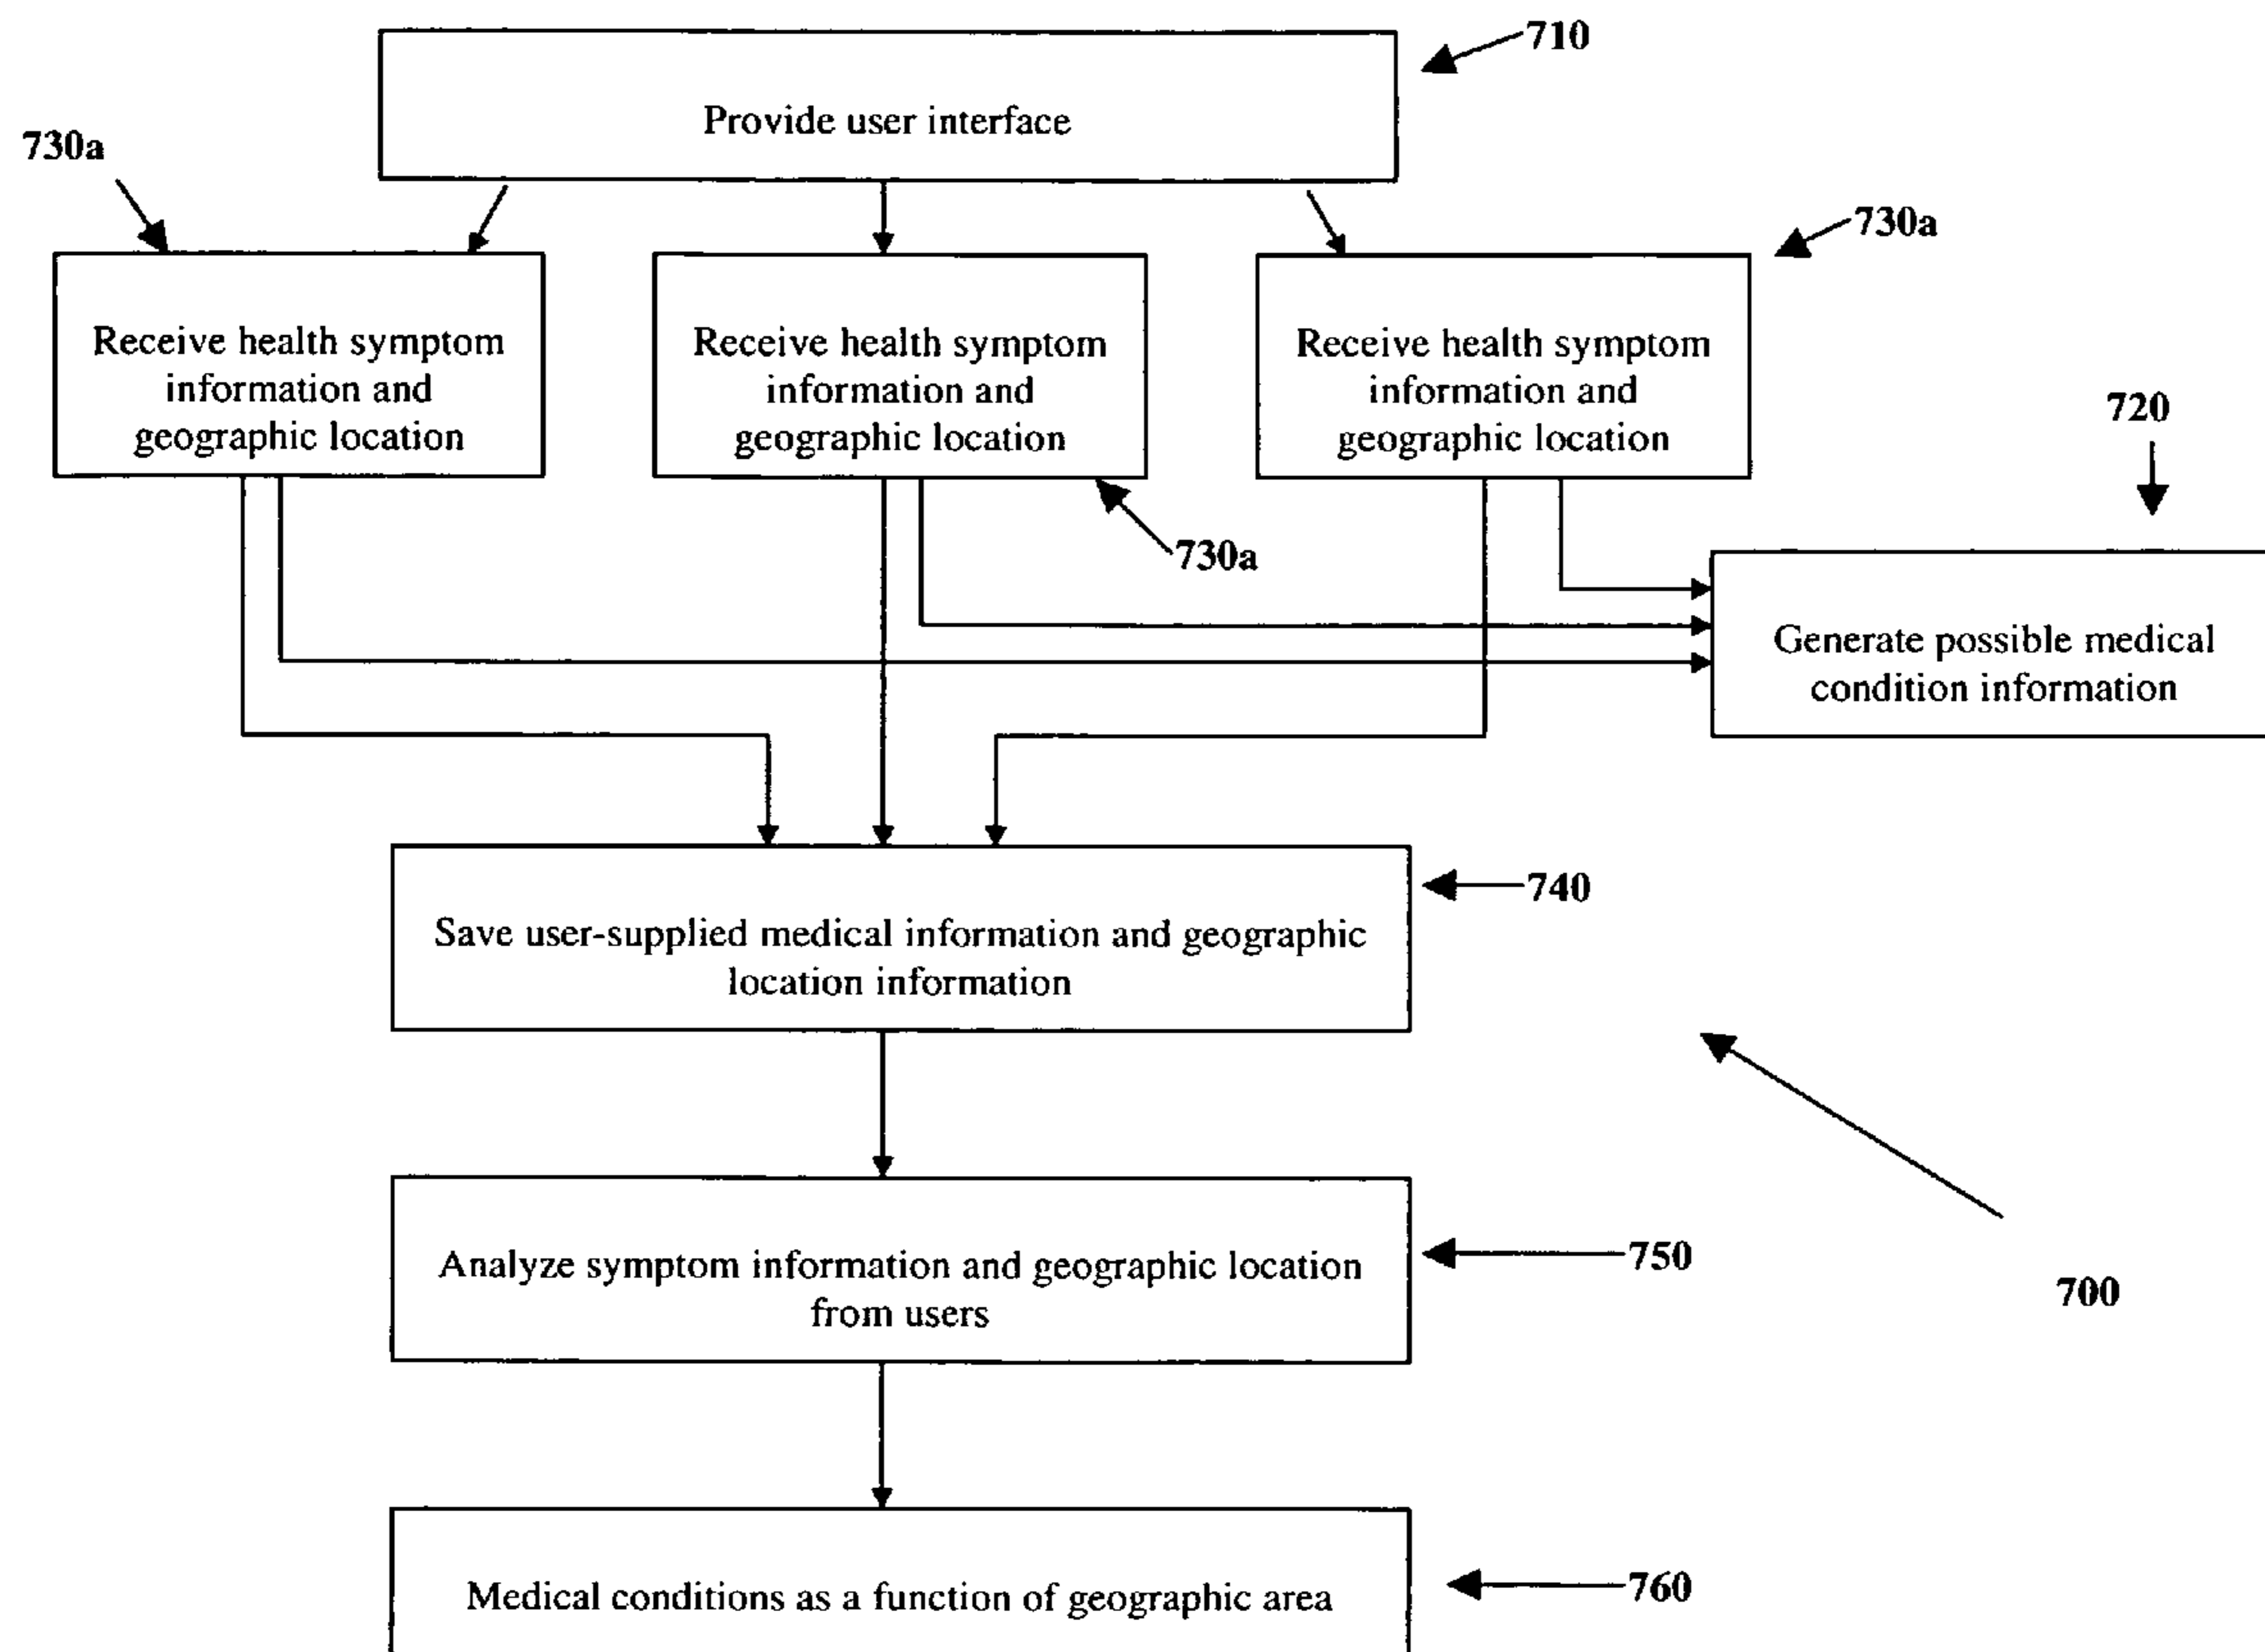 710
Provide user interface
730a
730a
Receive health symptom
information and
geographic location
Receive health symptom
information and
geographic location
Receive health symptom
information and
geographic location
720
730a
Generate possible medical
condition information
740
Save user-supplied medical information and geographic
location information
Analyze symptom information and geographic location
from users
750
700
Medical conditions as a function of geographic area
760